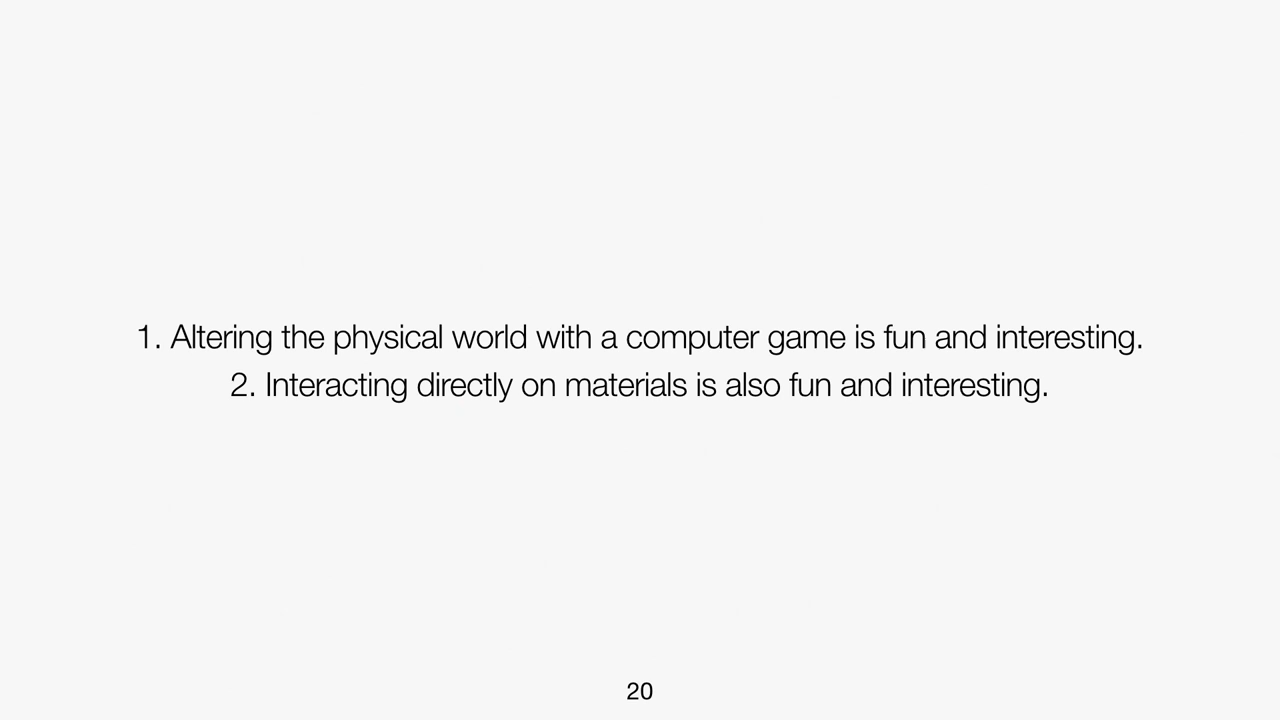 1. Altering the physical world with a computer game is fun and interesting.
2. Interacting directly on materials is also fun and interesting.
20